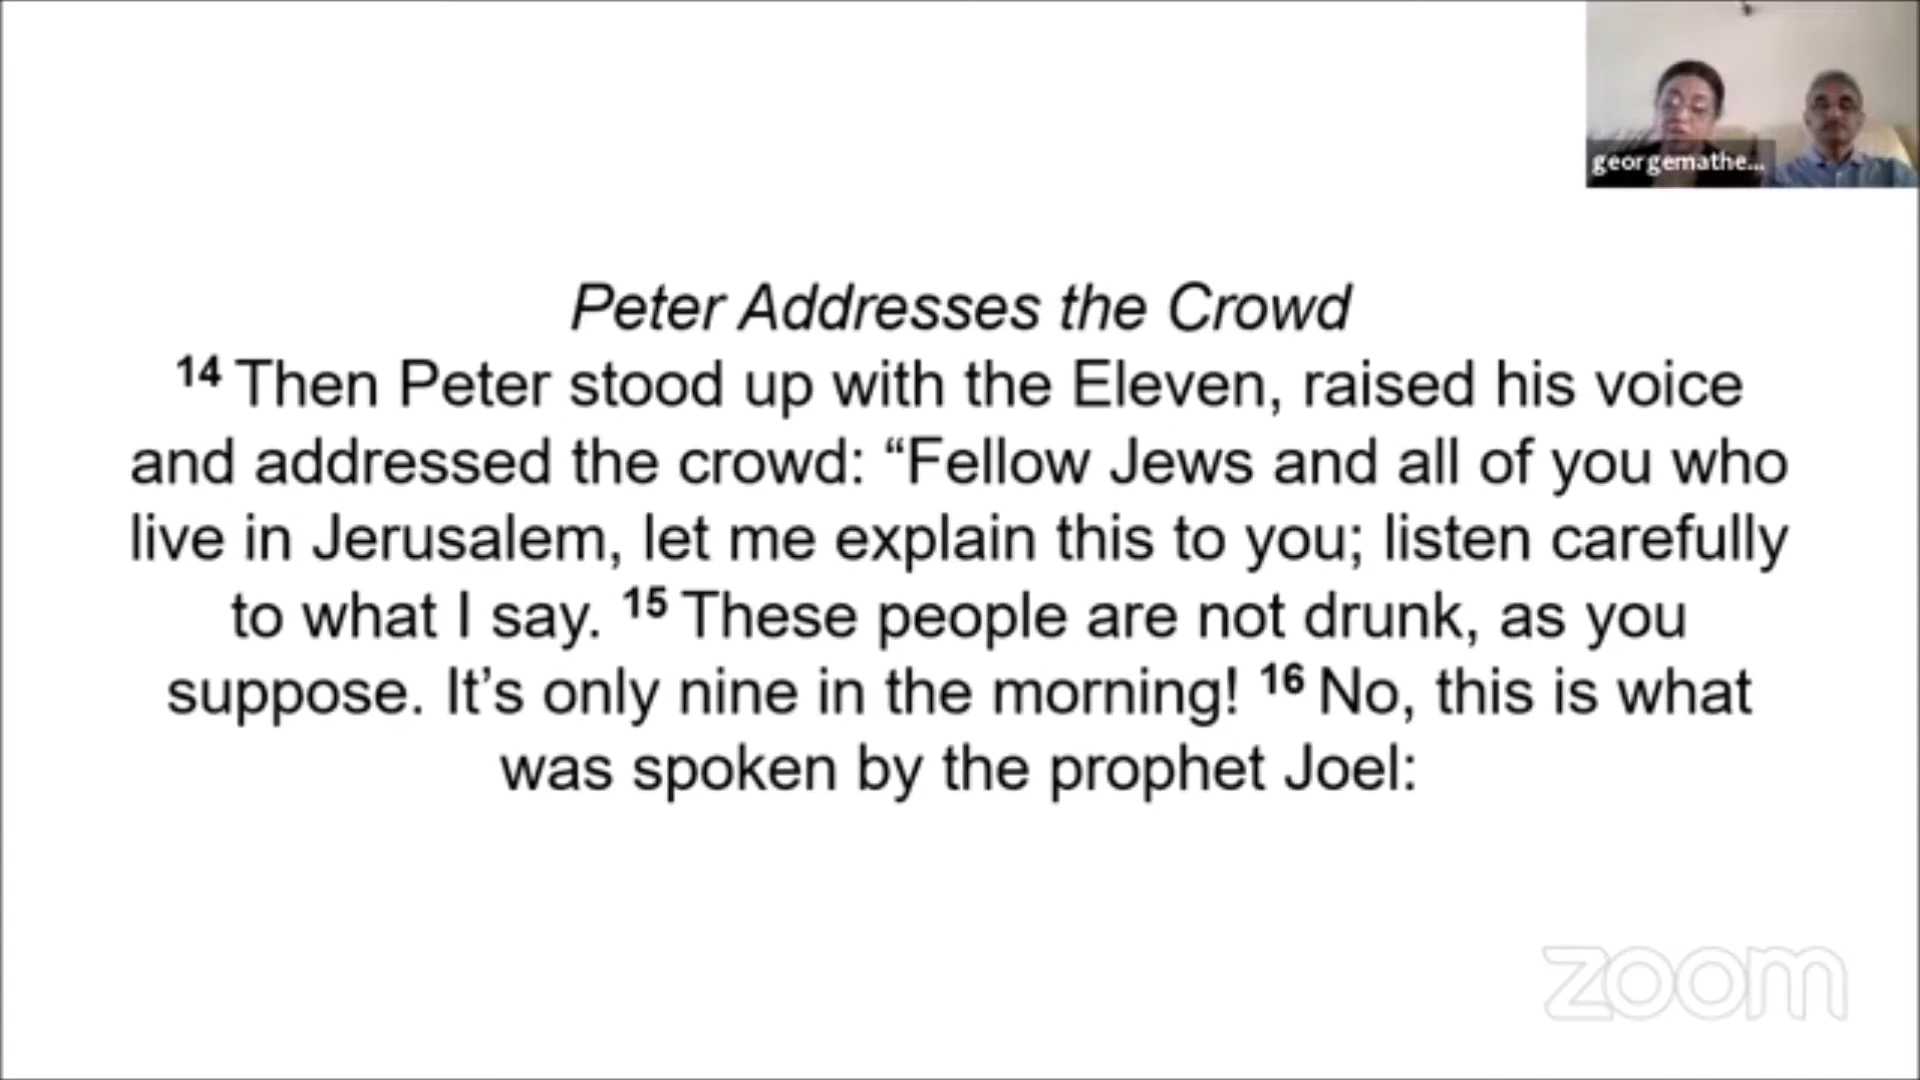 georgemathe...
Peter Addresses the Crowd
14 Then Peter stood up with the Eleven, raised his voice
and addressed the crowd: “Fellow Jews and all of you who
live in Jerusalem, let me explain this to you; listen carefully
to what I say. 15 These people are not drunk, as you
suppose. It’s only nine in the morning! 16 No, this is what
was spoken by the prophet Joel:
zoom